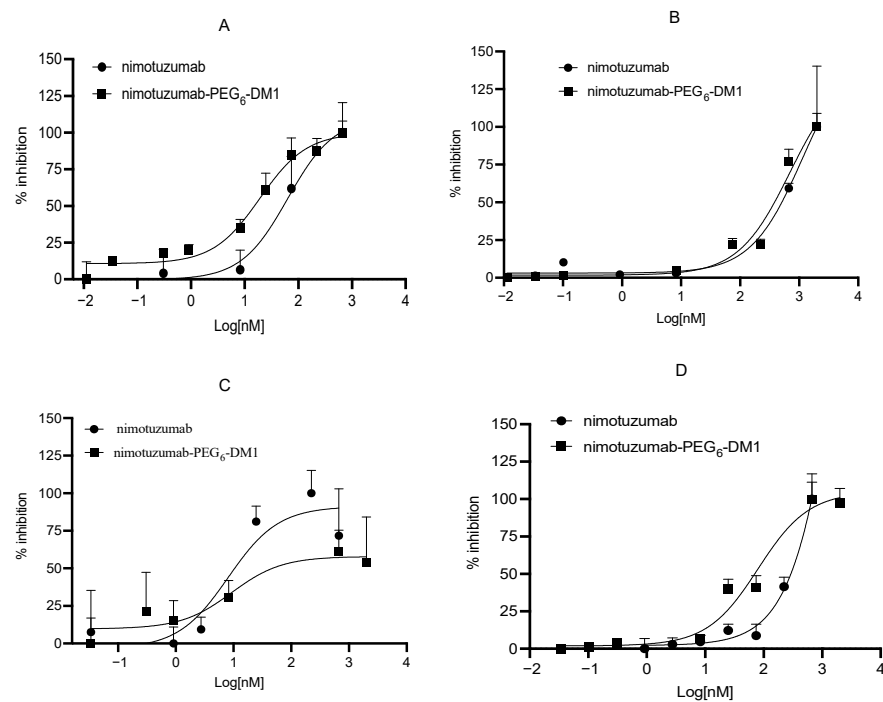 A
150
125
100
75
50
25
0
% inhibition
nimotuzumab
nimotuzumab-PEG6-DM1
−2 −1 0 1 2 3 4
Log[nM]
B
150
125
100
75
50
25
0
% inhibition
nimotuzumab
nimotuzumab-PEG6-DM1
−2 −1 0 1 2 3 4
Log[nM]
C
150
125
100
75
50
25
0
% inhibition
nimotuzumab
nimotuzumab-PEG6-DM1
−1 0 1 2 3 4
Log[nM]
D
150
125
100
75
50
25
0
% inhibition
nimotuzumab
nimotuzumab-PEG6-DM1
−2 −1 0 1 2 3 4
Log[nM]